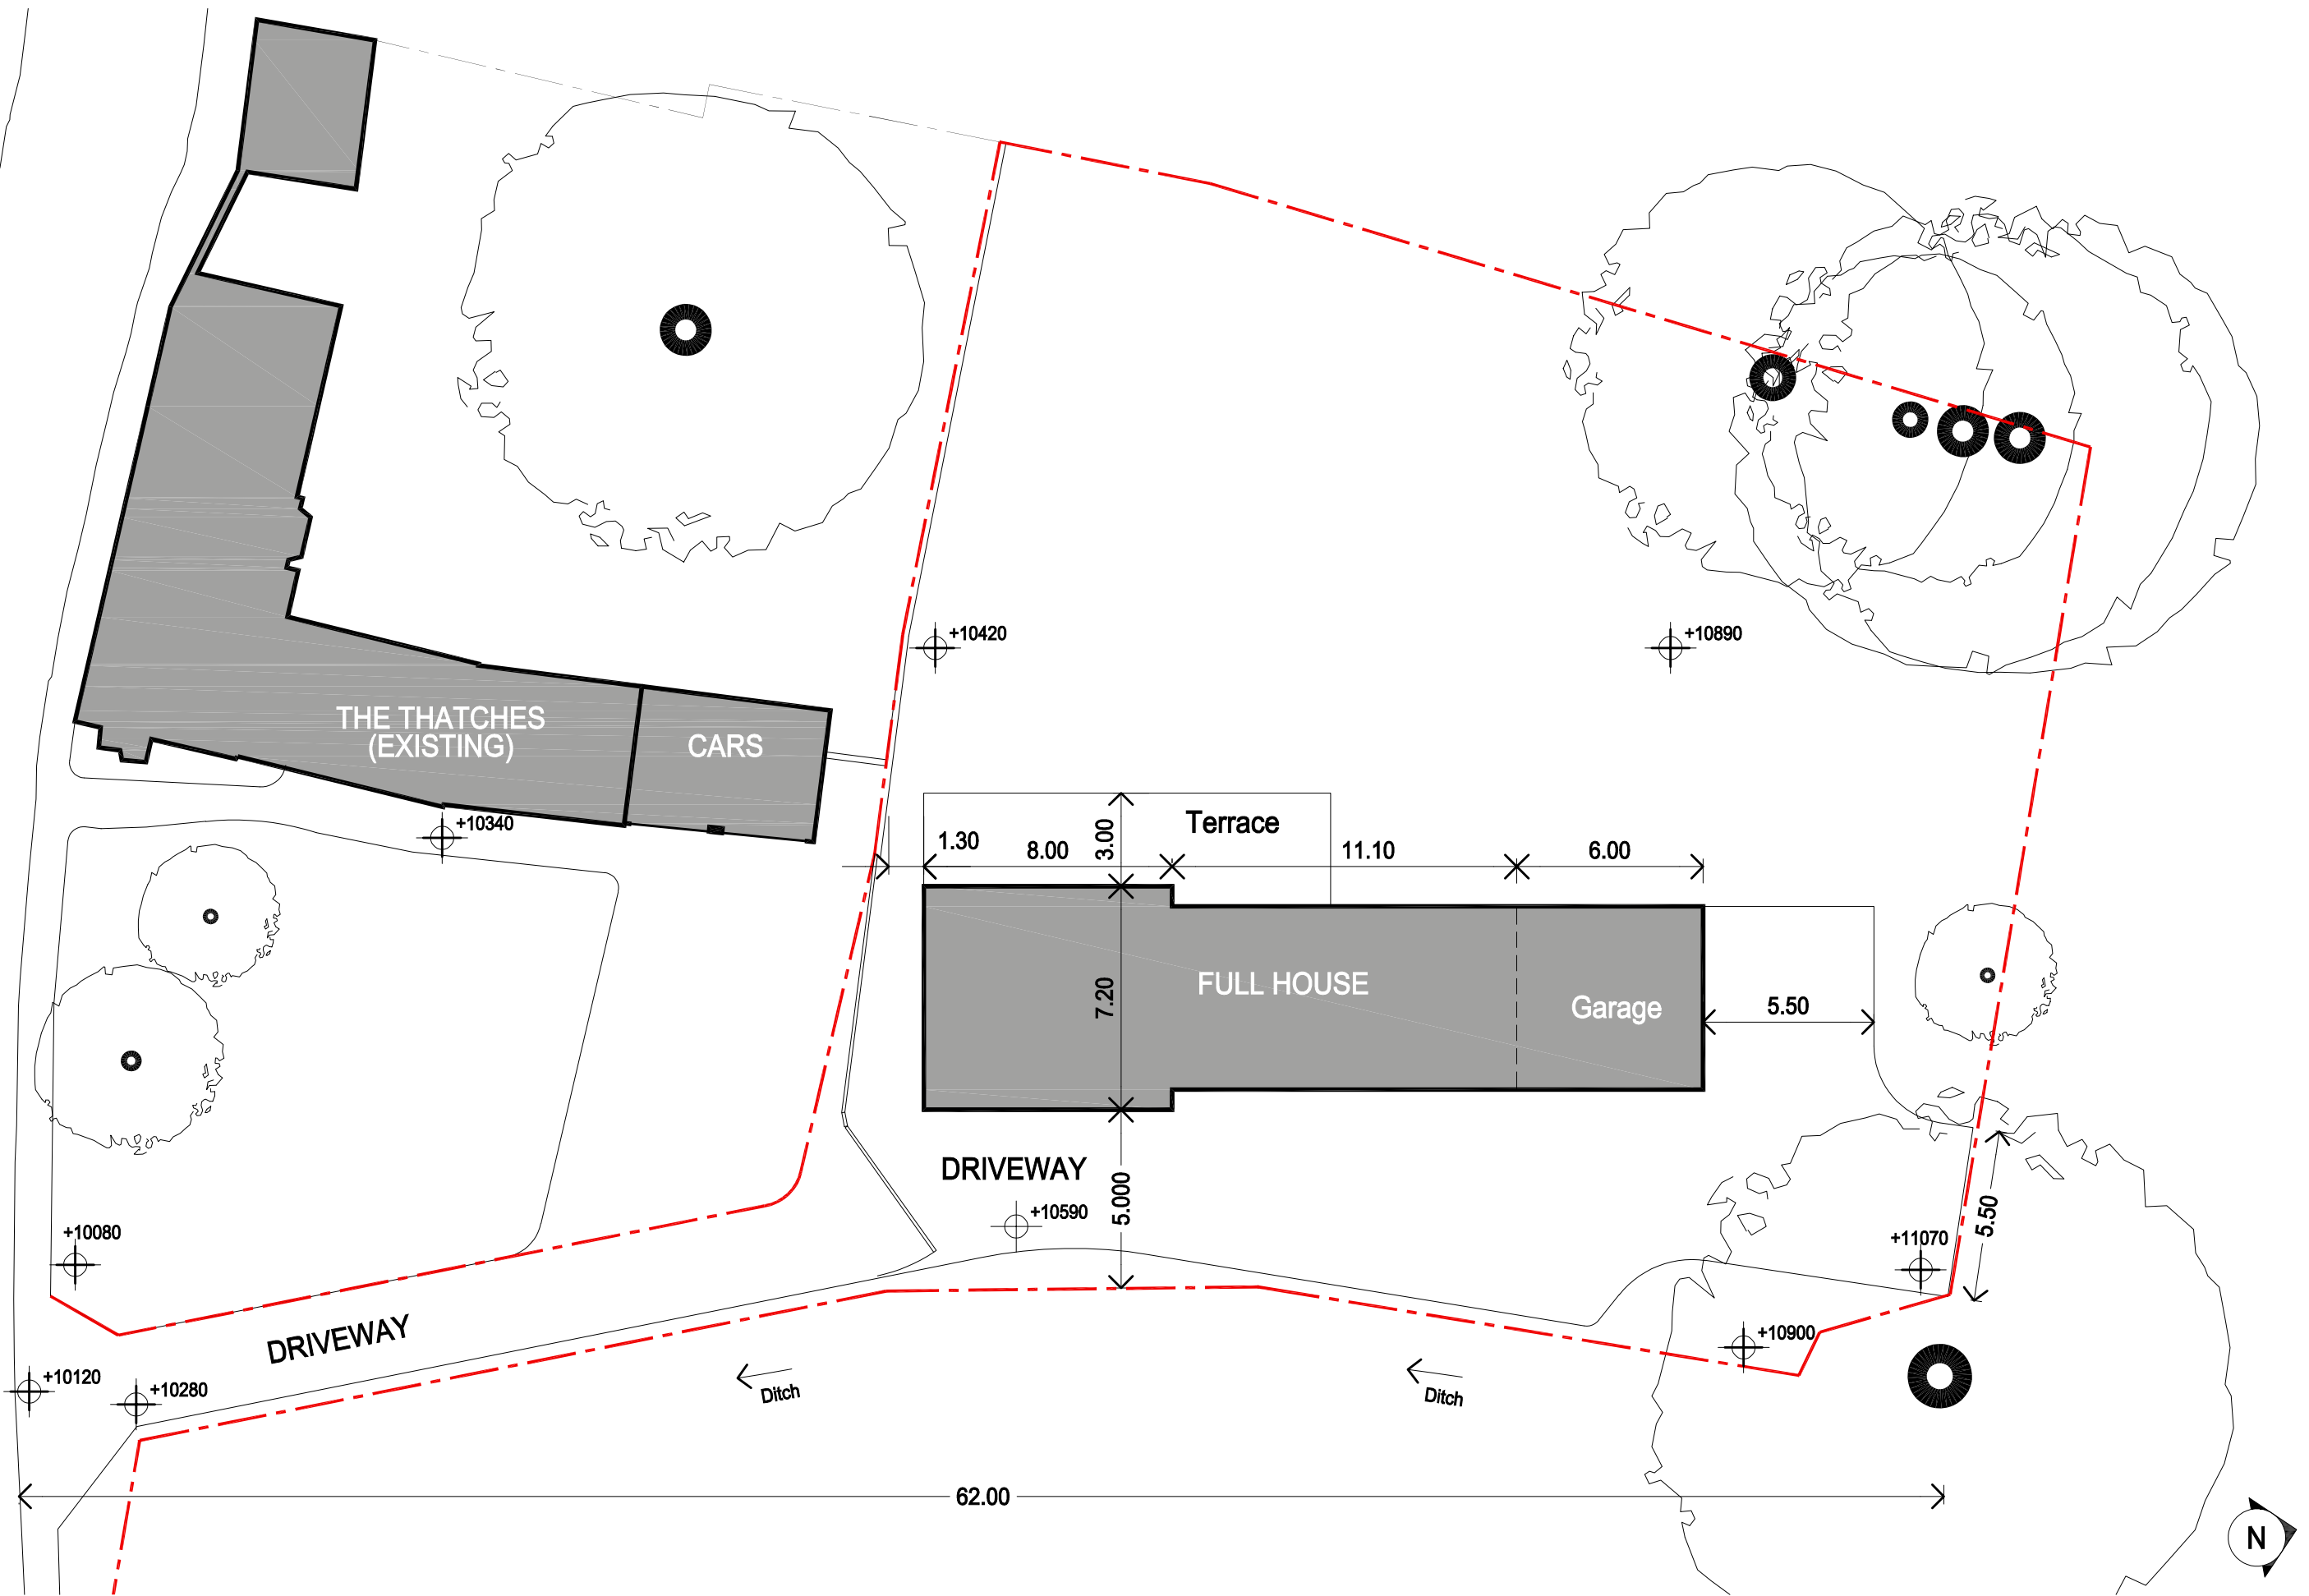 +10420
+10890
THE THATCHES
(EXISTING)
CARS
+10340
Terrace
1.30
8.00
3.00
11.10
6.00
FULL HOUSE
7.20
Garage
5.50
DRIVEWAY
5.000
+10590
5.50
+10080
+11070
DRIVEWAY
+10900
+10120
+10280
Ditch
Ditch
62.00
N